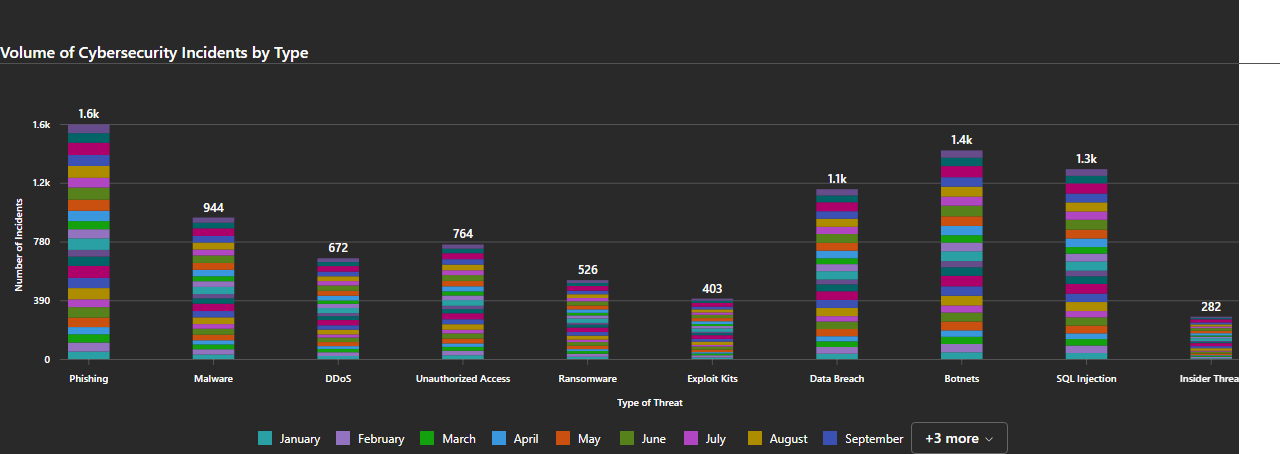 Volume of Cybersecurity Incidents by Type
1.6k
1.6k
1.4k
1.3k
1.2k
1.1k
944
764
780
672
526
403
390
282
0
Number of Incidents
Phishing Malware DDoS Unauthorized Access Ransomware Exploit Kits Data Breach Botnets SQL Injection Insider Threa
Type of Threat
January February March April May June July August September +3 more